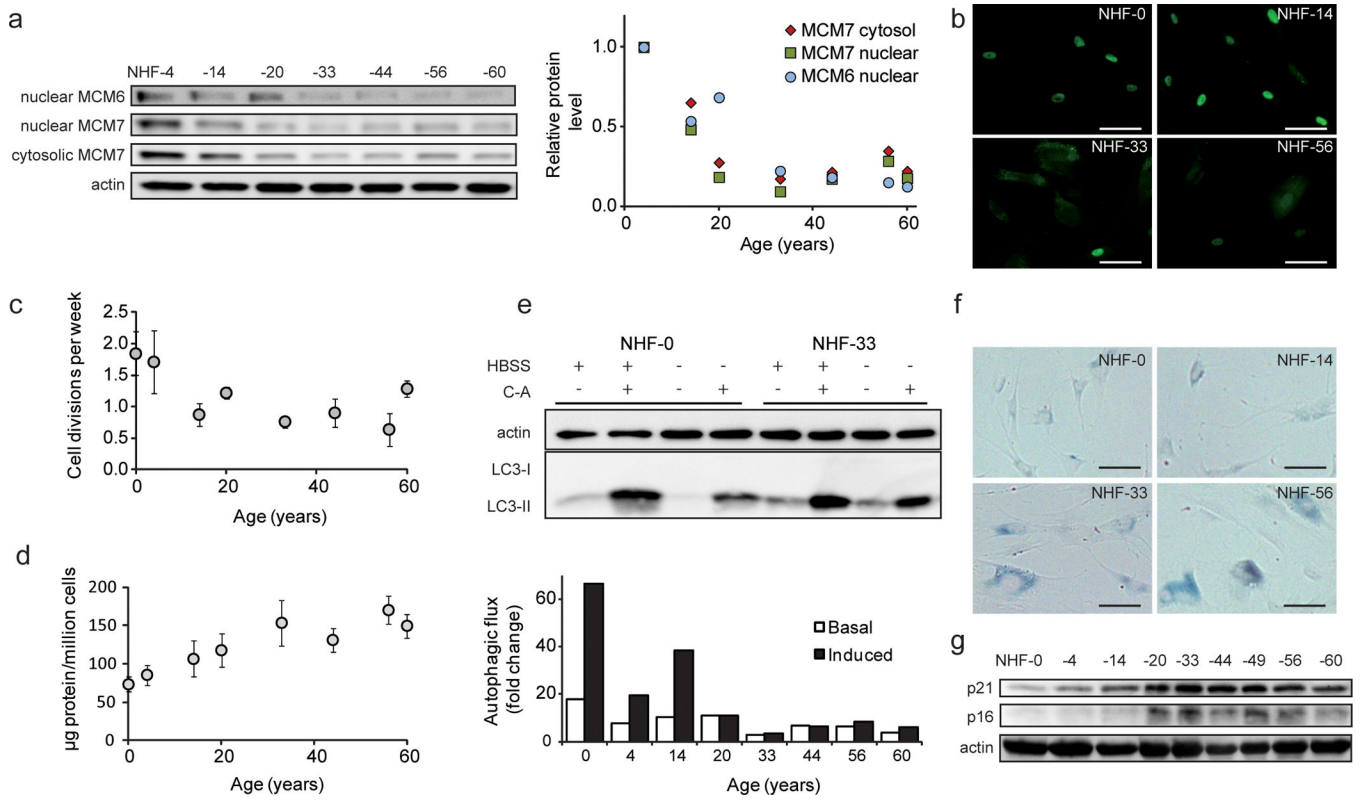 a
NHF-4 -14 -20 -33 -44 -56 -60
nuclear MCM6
nuclear MCM7
cytosolic MCM7
actin
Relative protein
level
1.0
0.5
0.0
0 20 40 60
Age (years)
MCM7 cytosol
MCM7 nuclear
MCM6 nuclear
b
NHF-0
NHF-14
NHF-33
NHF-56
c
Cell divisions per week
2.5
2.0
1.5
1.0
0.5
0.0
0 20 40 60
Age (years)
d
µg protein/million cells
200
150
100
50
0
0 20 40 60
Age (years)
e
NHF-0 NHF-33
HBSS + + - - + + - -
C-A - + - + - + - +
actin
LC3-I
LC3-II
Autophagic flux
(fold change)
60
40
20
0
0 4 14 20 33 44 56 60
Age (years)
Basal
Induced
f
NHF-0
NHF-14
NHF-33
NHF-56
g
NHF-0 -4 -14 -20 -33 -44 -49 -56 -60
p21
p16
actin